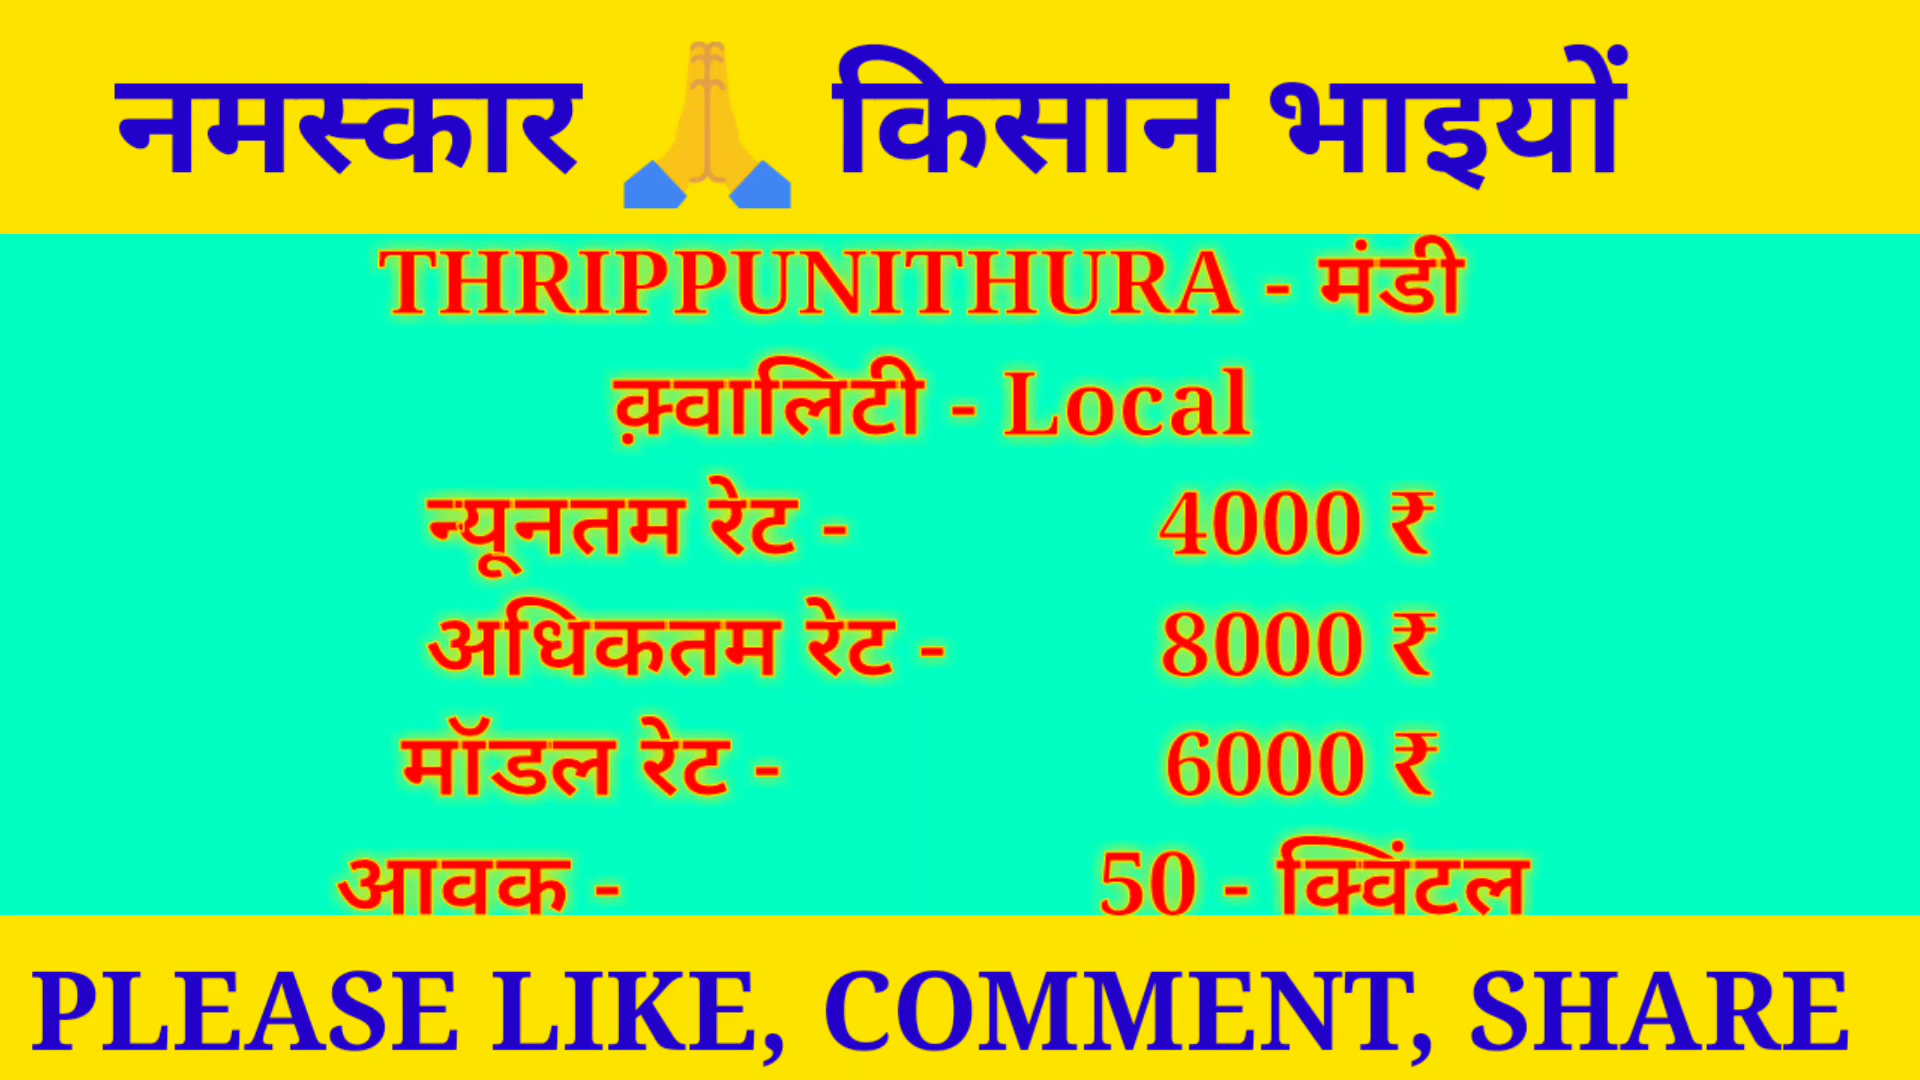 नमस्कार 🙏 किसान भाइयों
THRIPPUNITHURA - मंडी
क़्वालिटी - Local
न्यूनतम रेट - 4000 ₹
अधिकतम रेट - 8000 ₹
मॉडल रेट - 6000 ₹
आवक - 50 - क्विंटल
PLEASE LIKE, COMMENT, SHARE